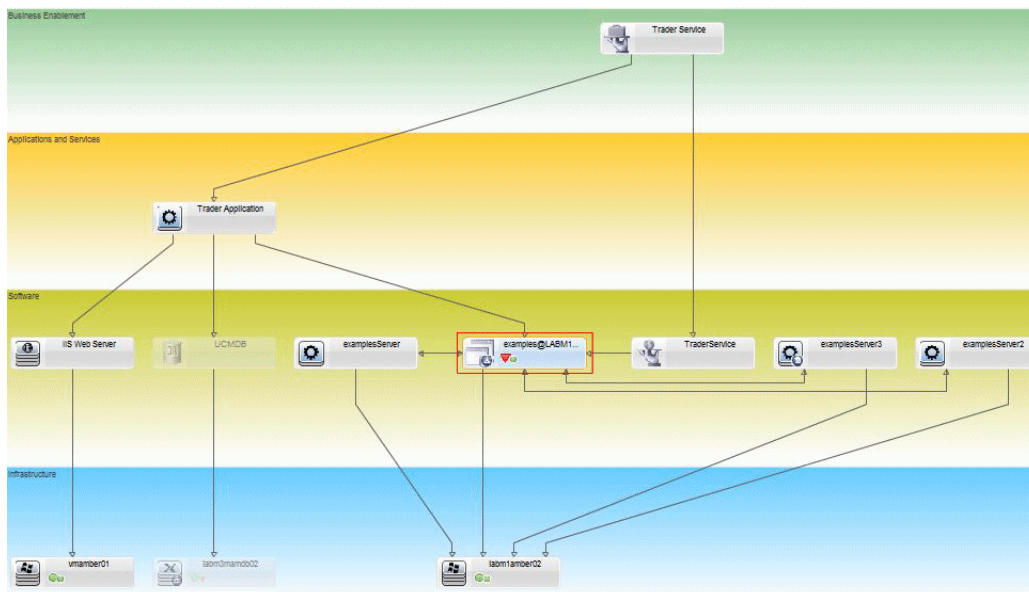 Business Enablement
Trader Service
Applications and Services
Trader Application
Software
IIS Web Server
UCMDB
examplesServer
examples@LABM1...
TraderService
examplesServer3
examplesServer2
Infrastructure
vmamber01
labm3mamdb02
labm1amber02